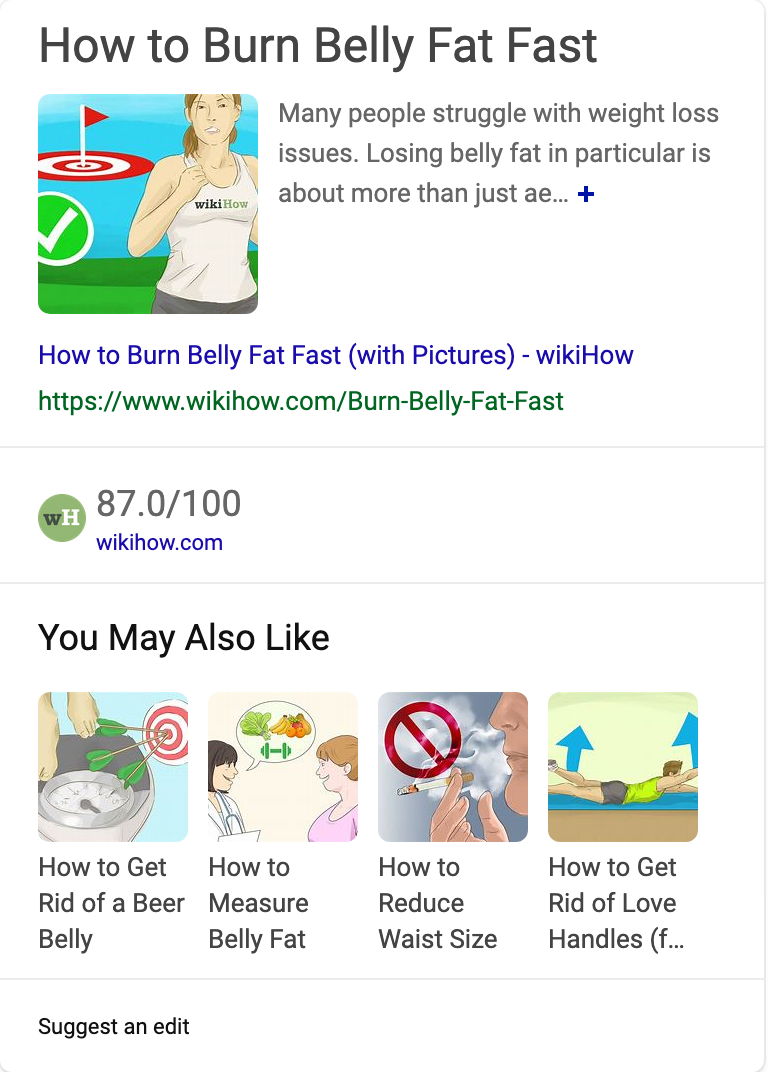 How to Burn Belly Fat Fast
wikiHow
Many people struggle with weight loss
issues. Losing belly fat in particular is
about more than just ae... +
How to Burn Belly Fat Fast (with Pictures) - wikiHow
https://www.wikihow.com/Burn-Belly-Fat-Fast
wH
87.0/100
wikihow.com
You May Also Like
How to Get
Rid of a Beer
Belly
How to
Measure
Belly Fat
How to
Reduce
Waist Size
How to Get
Rid of Love
Handles (f...
Suggest an edit